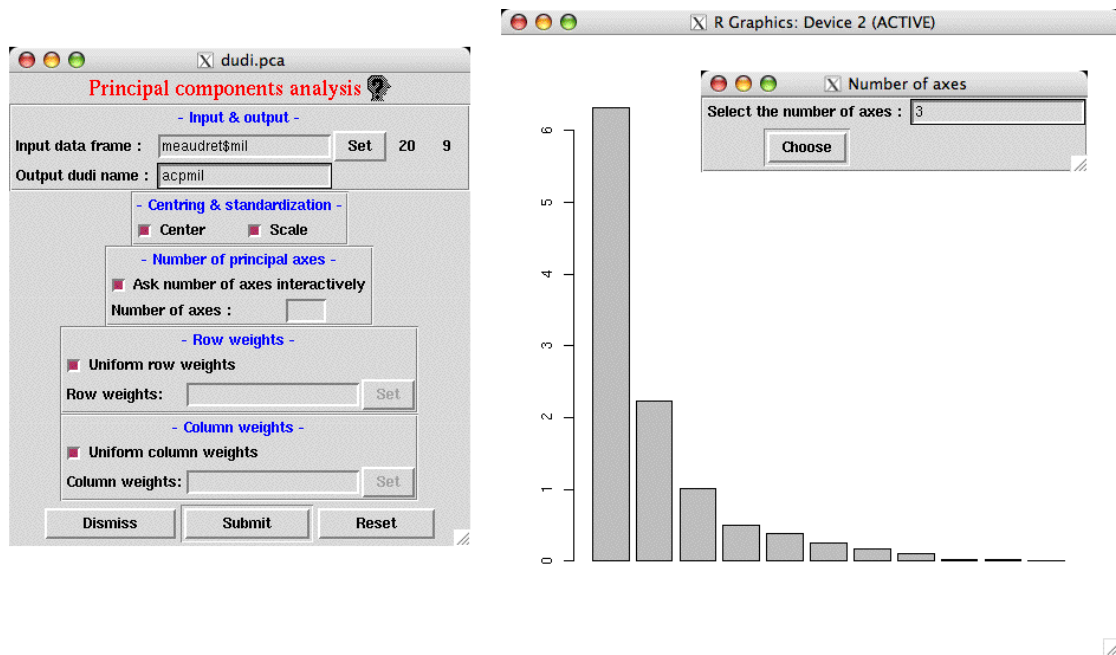 dudi.pca
Principal components analysis
- Input & output -
Input data frame : meaudret$mil Set 20 9
Output dudi name : acpmil
- Centring & standardization -
Center Scale
- Number of principal axes -
Ask number of axes interactively
Number of axes :
- Row weights -
Uniform row weights
Row weights: Set
- Column weights -
Uniform column weights
Column weights: Set
Dismiss Submit Reset
R Graphics: Device 2 (ACTIVE)
Number of axes
Select the number of axes : 3
Choose
6
5
4
3
2
1
0